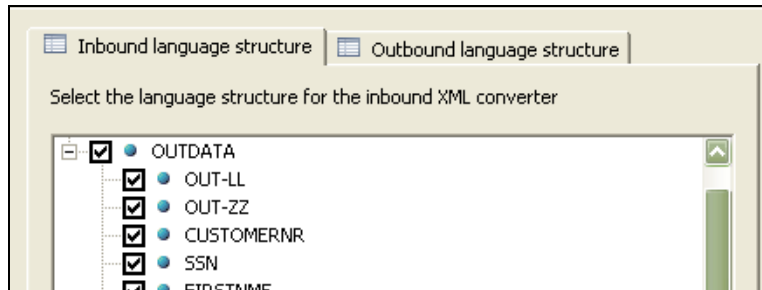 Inbound language structure Outbound language structure
Select the language structure for the inbound XML converter
OUTDATA
OUT-LL
OUT-ZZ
CUSTOMERNR
SSN
FIRSTNME